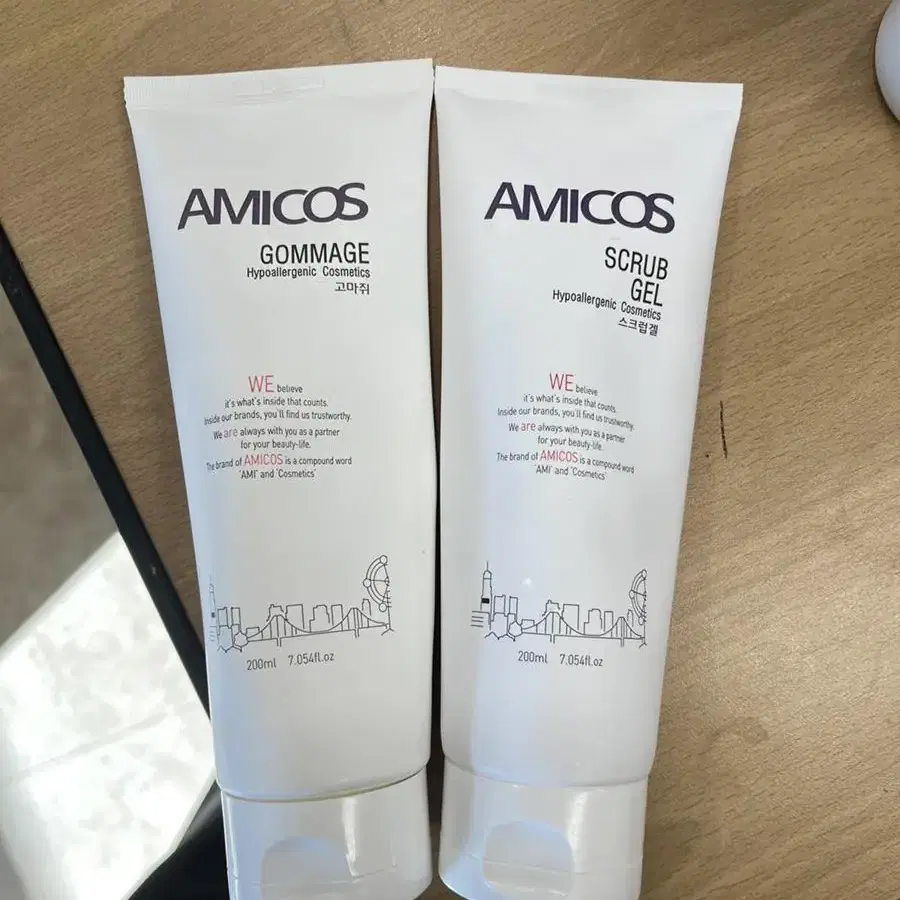 AMICOS
GOMMAGE
Hypoallergenic Cosmetics
고마쥐
WE believe
it's what's inside that counts.
Inside our brands, you'll find us trustworthy.
We are always with you as a partner
for your beauty-life.
The brand of AMICOS is a compound word
"AMI" and "Cosmetics"
200ml 7.054fl.oz
AMICOS
SCRUB
GEL
Hypoallergenic Cosmetics
스크럽겔
WE believe
it's what's inside that counts.
Inside our brands, you'll find us trustworthy.
We are always with you as a partner
for your beauty-life.
The brand of AMICOS is a compound word
"AMI" and "Cosmetics"
200ml 7.054fl.oz